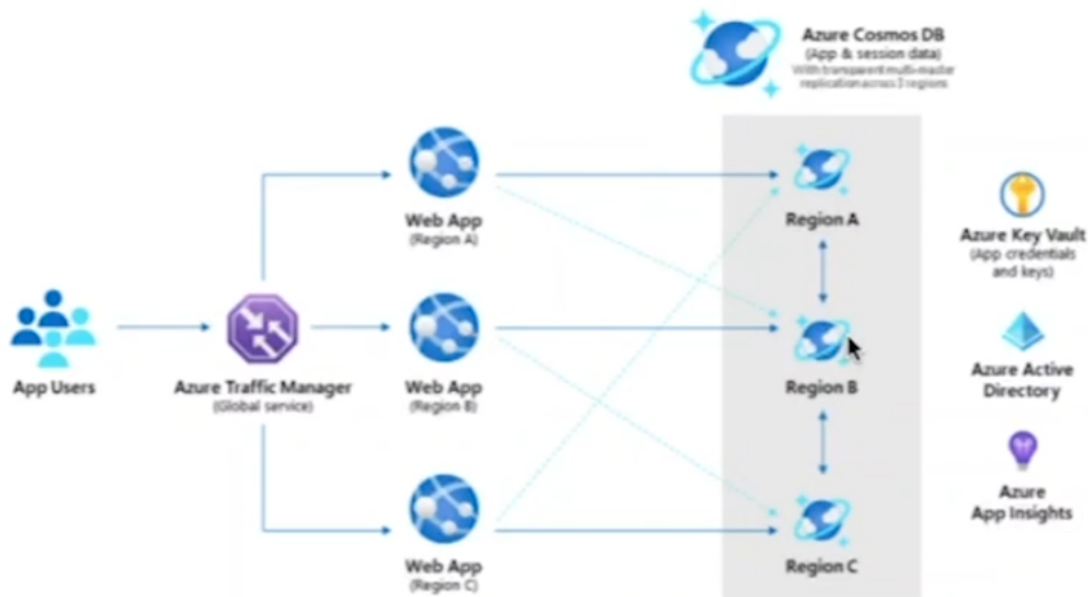 Azure Cosmos DB
(App & session data)
With transparent multi-master
replication across 3 regions
Web App
(Region A)
Region A
Azure Key Vault
(App credentials
and keys)
App Users
Azure Traffic Manager
(Global service)
Web App
(Region B)
Region B
Azure Active
Directory
Azure
App Insights
Web App
(Region C)
Region C